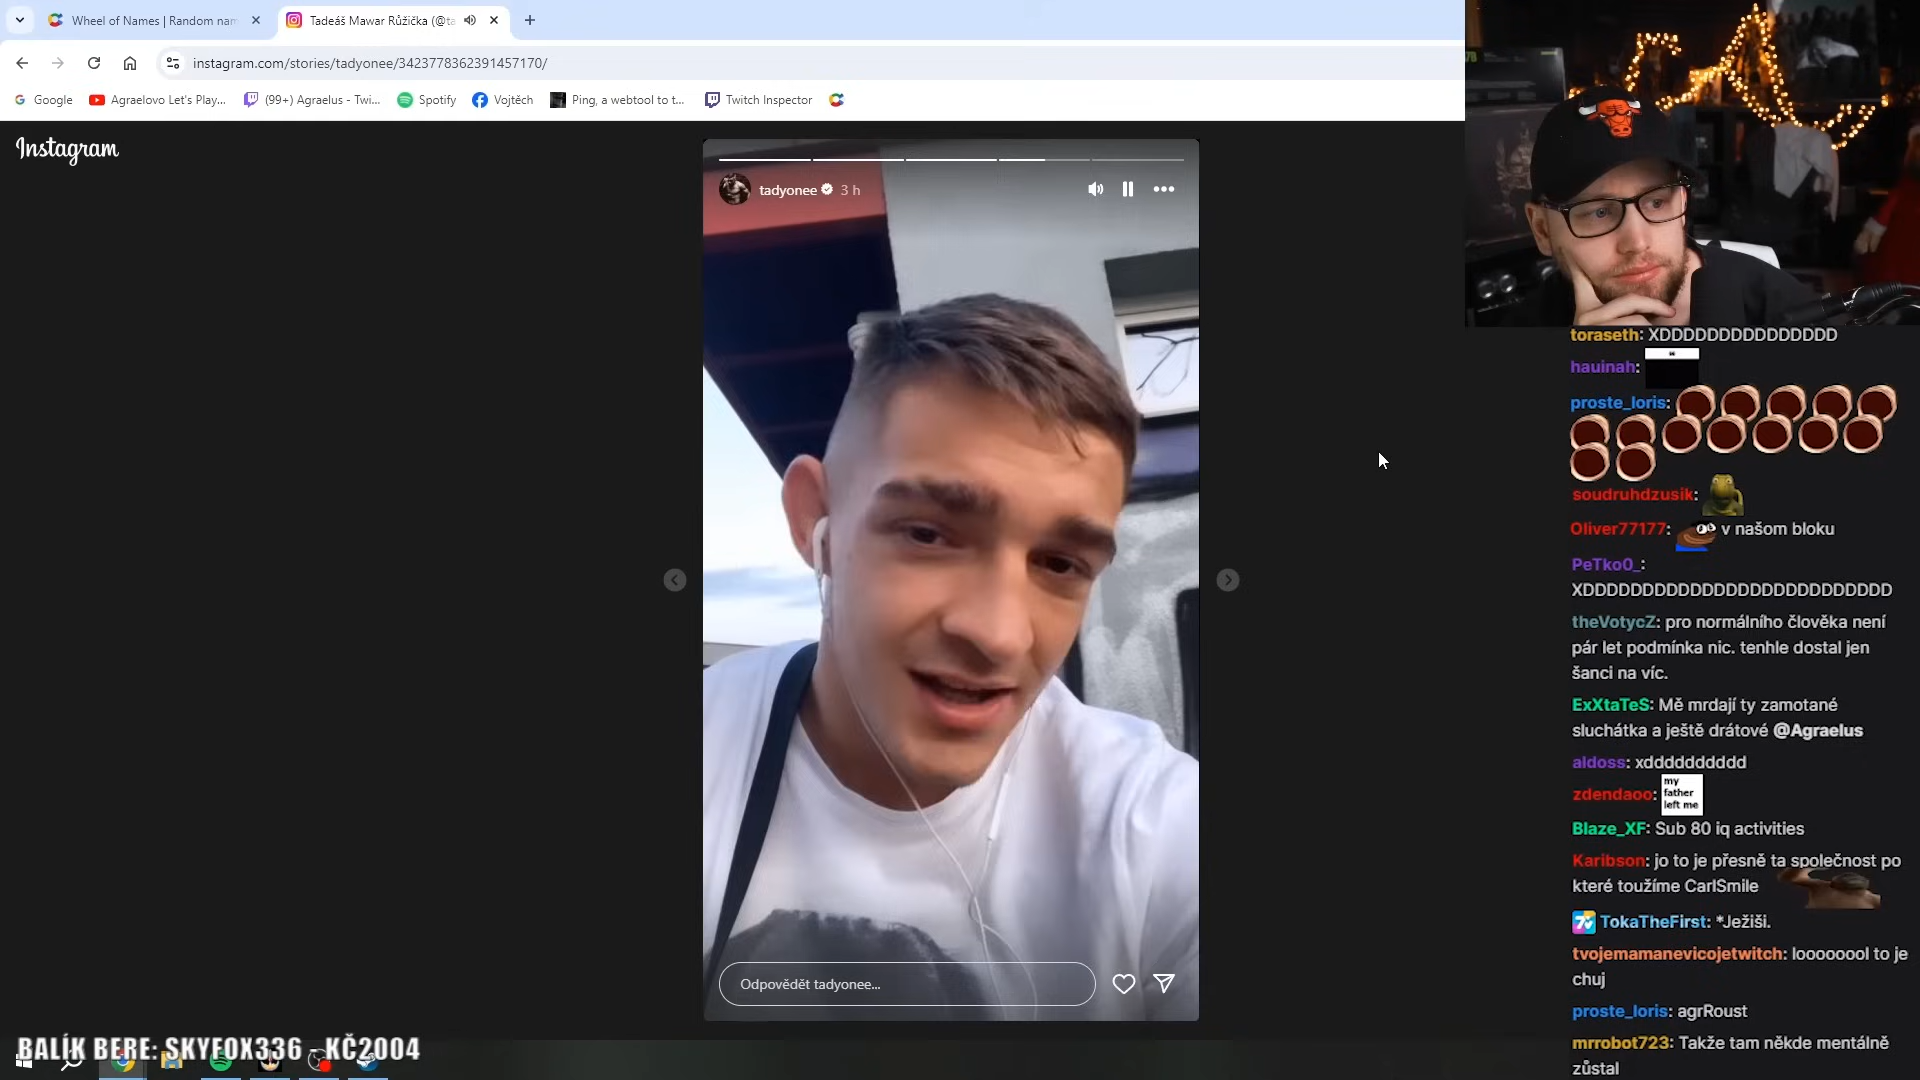 Wheel of Names | Random nam
Tadeáš Mawar Růžička (@ta
instagram.com/stories/tadyonee/3423778362391457170/
Google
Agraelovo Let's Play...
(99+) Agraelus - Twi...
Spotify
Vojtěch
Ping, a webtool to t...
Twitch Inspector
Instagram
tadyonee 3 h
Odpovědět tadyonee...
toraseth: XDDDDDDDDDDDDDDD
hauinah:
proste_loris:
soudruhdzusik:
Oliver77177: v našom bloku
PeTko0_:
XDDDDDDDDDDDDDDDDDDDDDDDDDD
theVotycZ: pro normálního člověka není
pár let podmínka nic. tenhle dostal jen
šanci na víc.
ExXtaTeS: Mě mrdají ty zamotané
sluchátka a ještě drátové @Agraelus
aldoss: xdddddddddd
zdendaoo:
my
father
left me
Blaze_XF: Sub 80 iq activities
Karibson: jo to je přesně ta společnost po
které toužíme CarlSmile
TokaTheFirst: *Ježiši.
tvojemamanevicojetwitch: looooool to je
chuj
proste_loris: agrRoust
mrrobot723: Takže tam někde mentálně
zůstal
BALÍK BERE: SKYFOX336 - KČ2004